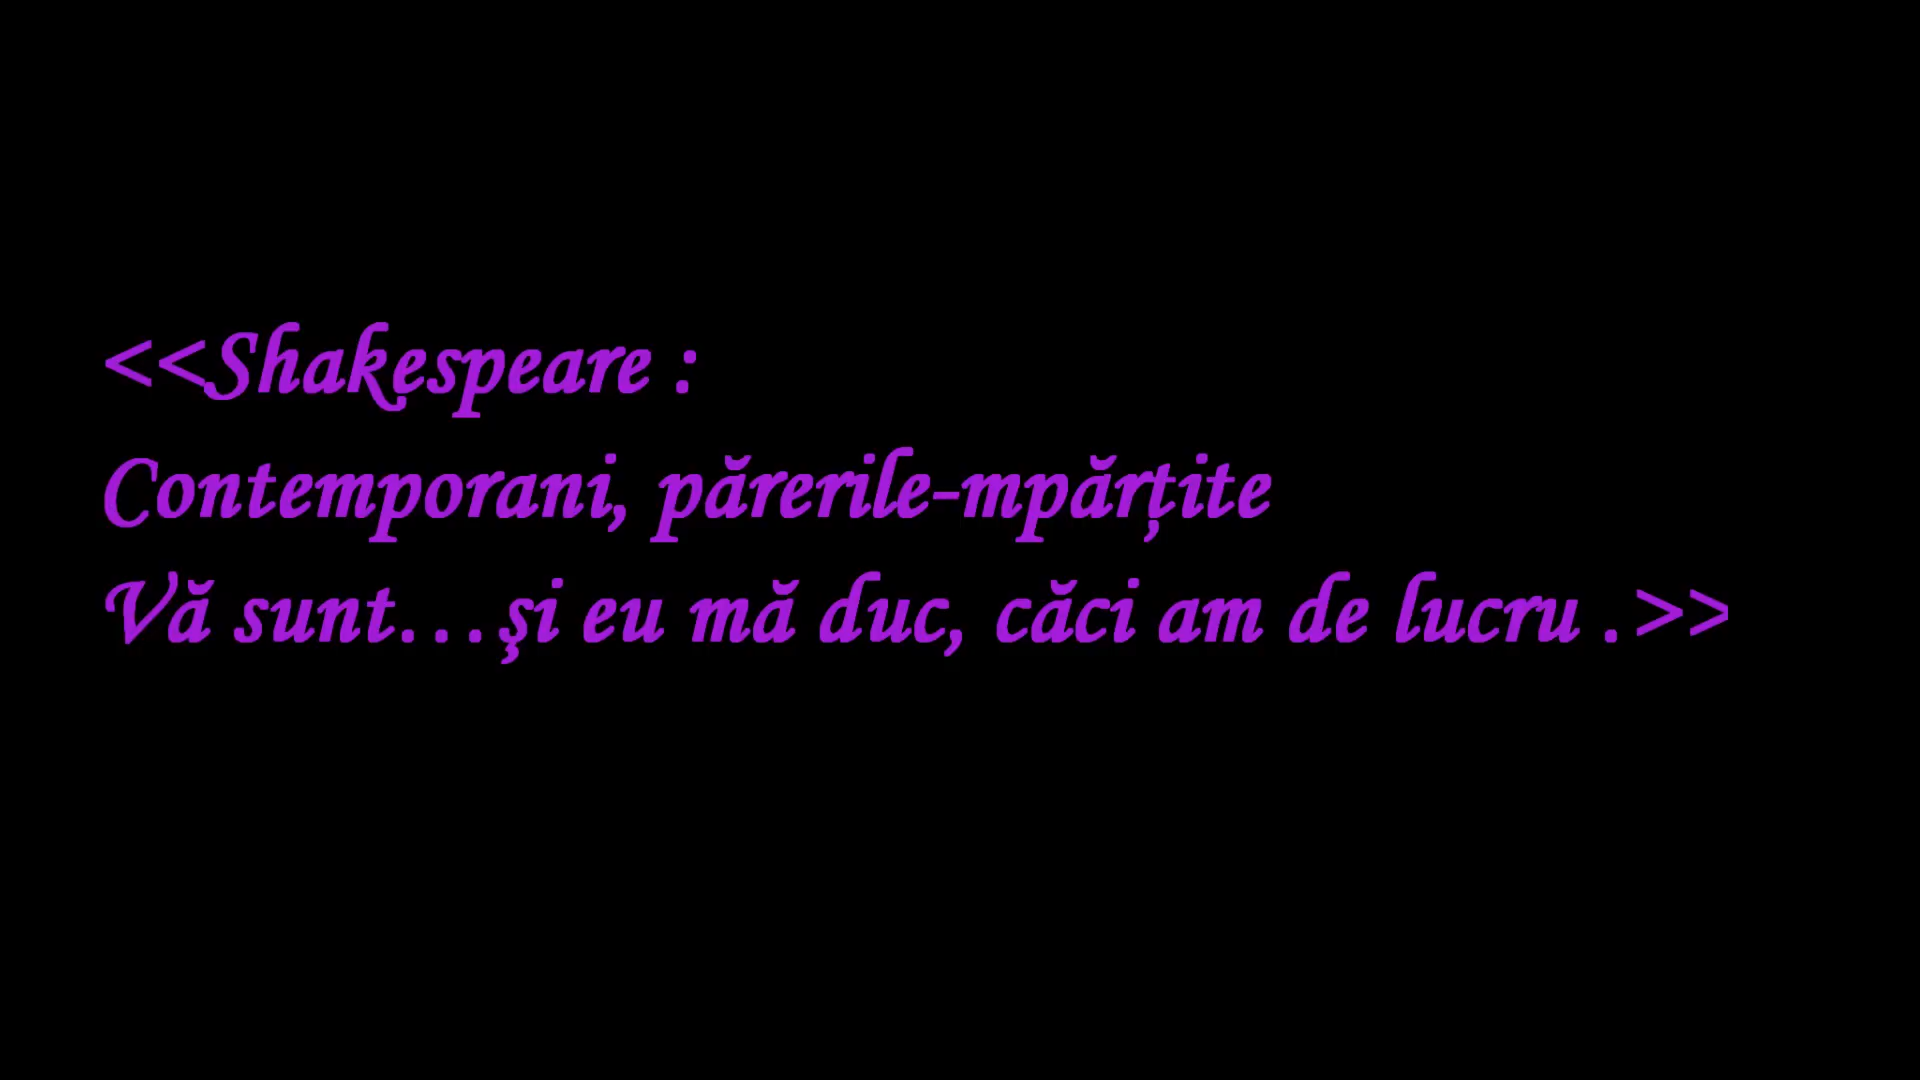 <<Shakespeare :
Contemporani, părerile-mpărțite
Vă sunt…şi eu mă duc, căci am de lucru .>>